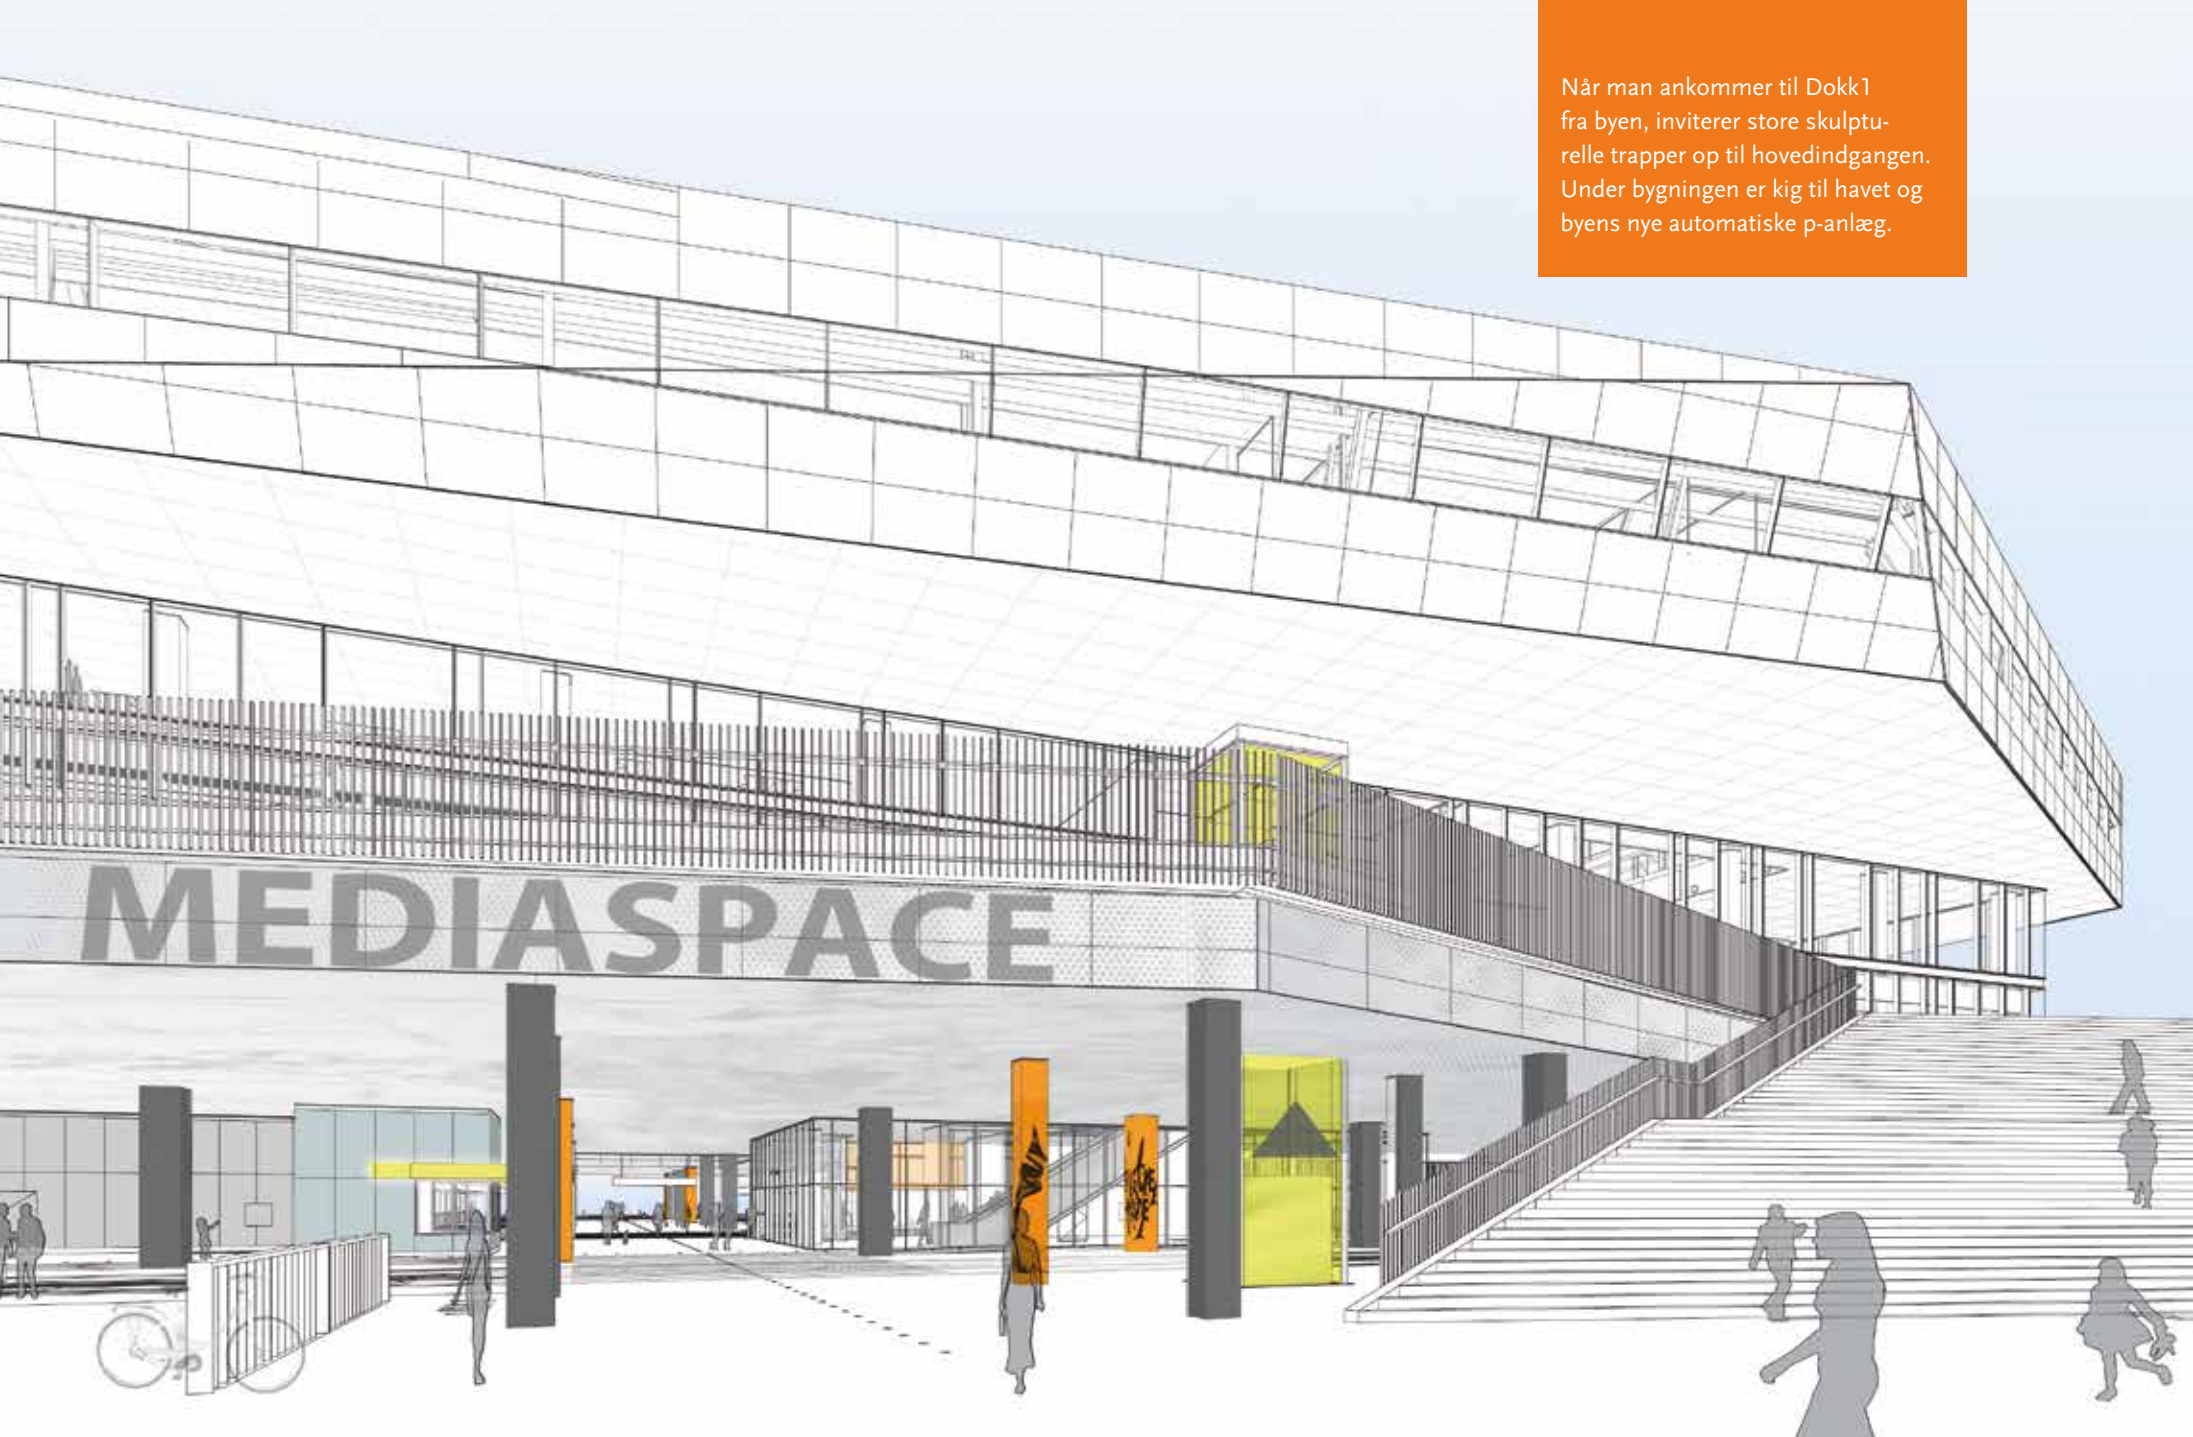 Når man ankommer til Dokk1
fra byen, inviterer store skulptu-
relle trapper op til hovedindgangen.
Under bygningen er kig til havet og
byens nye automatiske p-anlæg.
MEDIASPACE